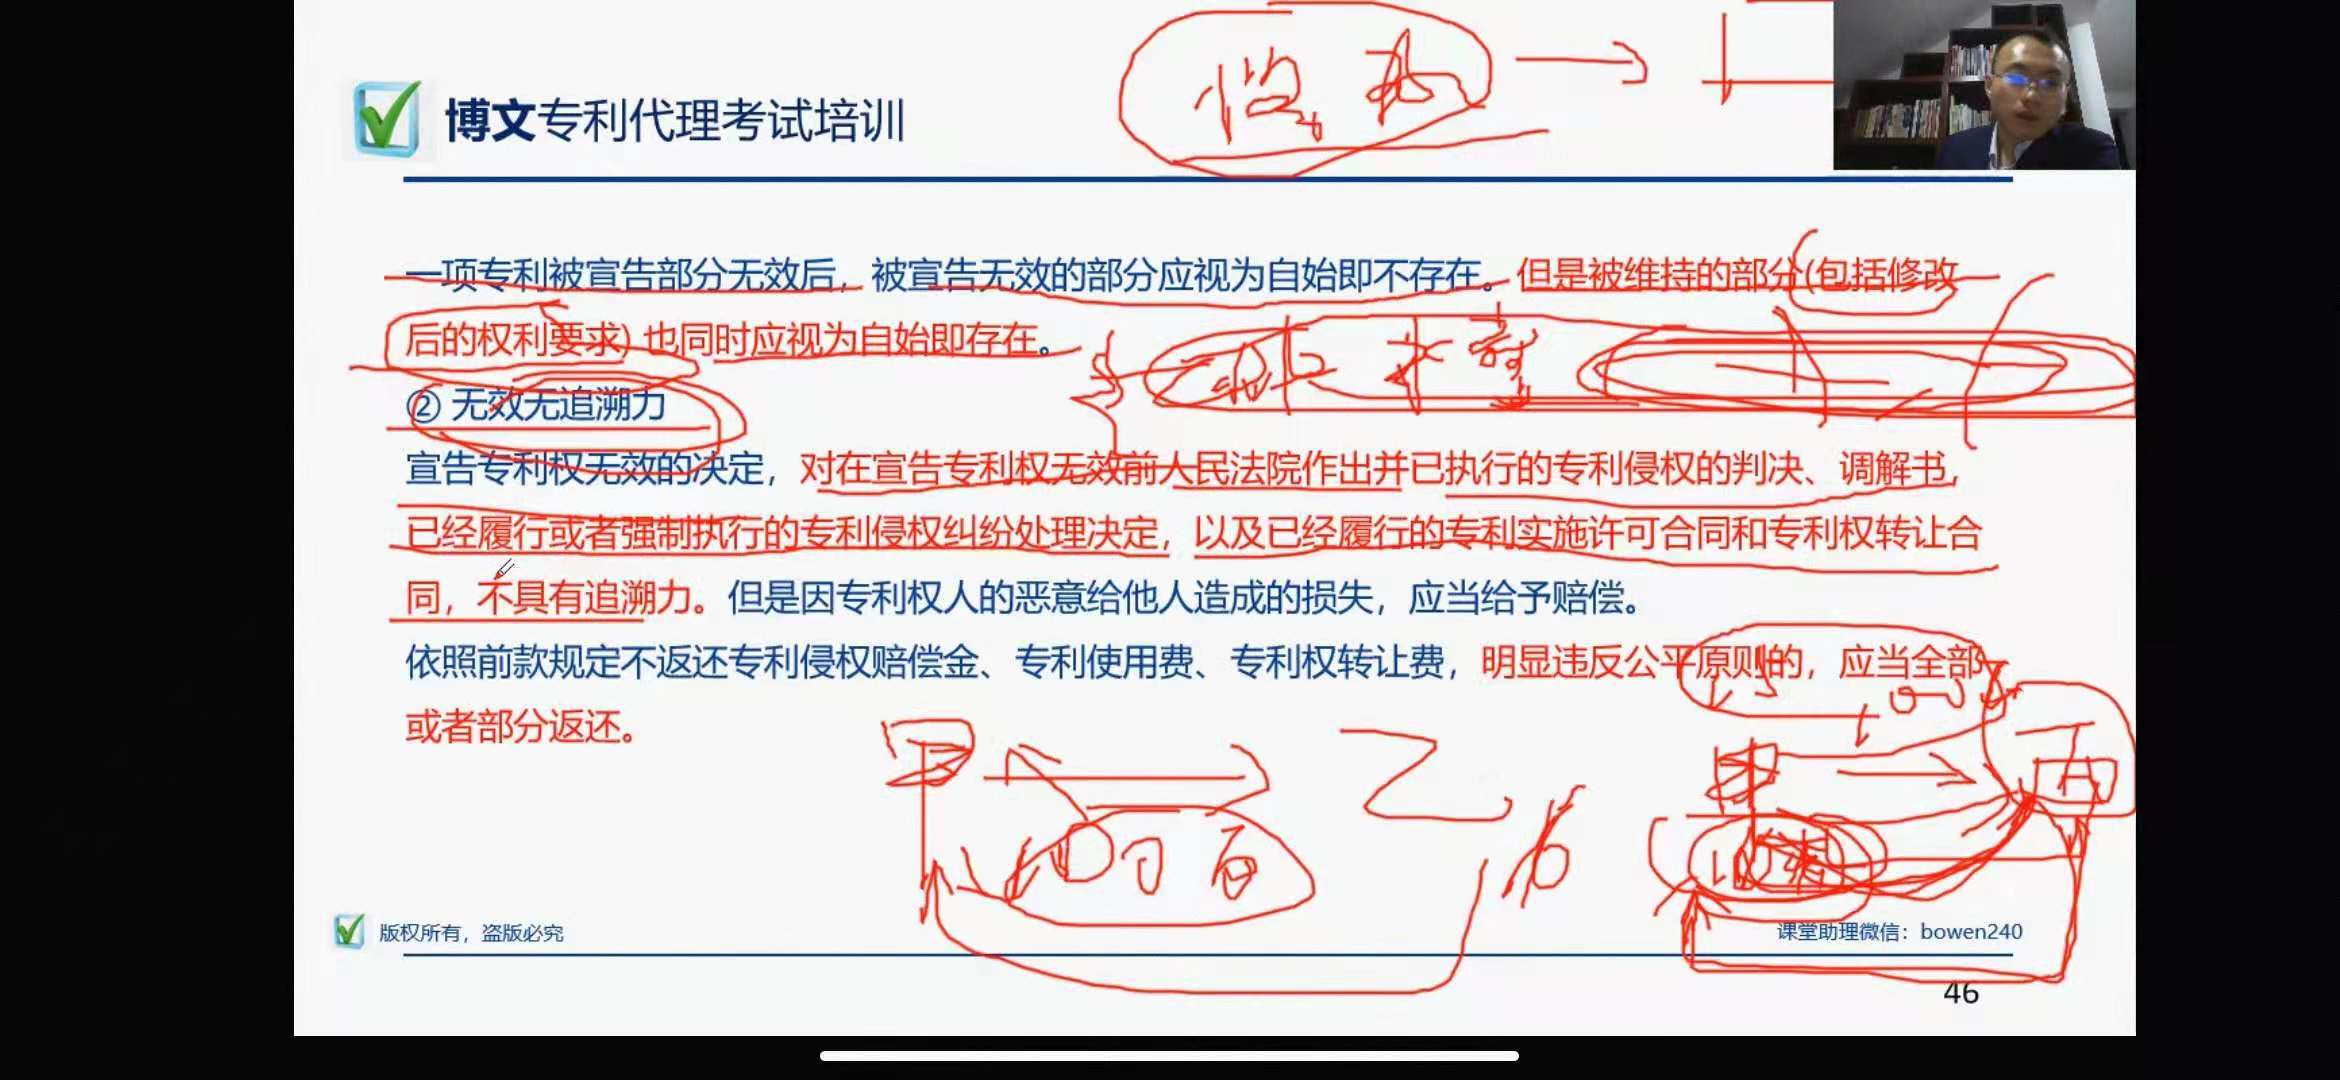 博文专利代理考试培训
一项专利被宣告部分无效后，被宣告无效的部分应视为自始即不存在。但是被维持的部分(包括修改
后的权利要求)也同时应视为自始即存在。
② 无效无追溯力
宣告专利权无效的决定，对在宣告专利权无效前人民法院作出并已执行的专利侵权的判决、调解书，
已经履行或者强制执行的专利侵权纠纷处理决定，以及已经履行的专利实施许可合同和专利权转让合
同，不具有追溯力。但是因专利权人的恶意给他人造成的损失，应当给予赔偿。
依照前款规定不返还专利侵权赔偿金、专利使用费、专利权转让费，明显违反公平原则的，应当全部
或者部分返还。
甲 乙
版权所有，盗版必究
课堂助理微信：bowen240
46